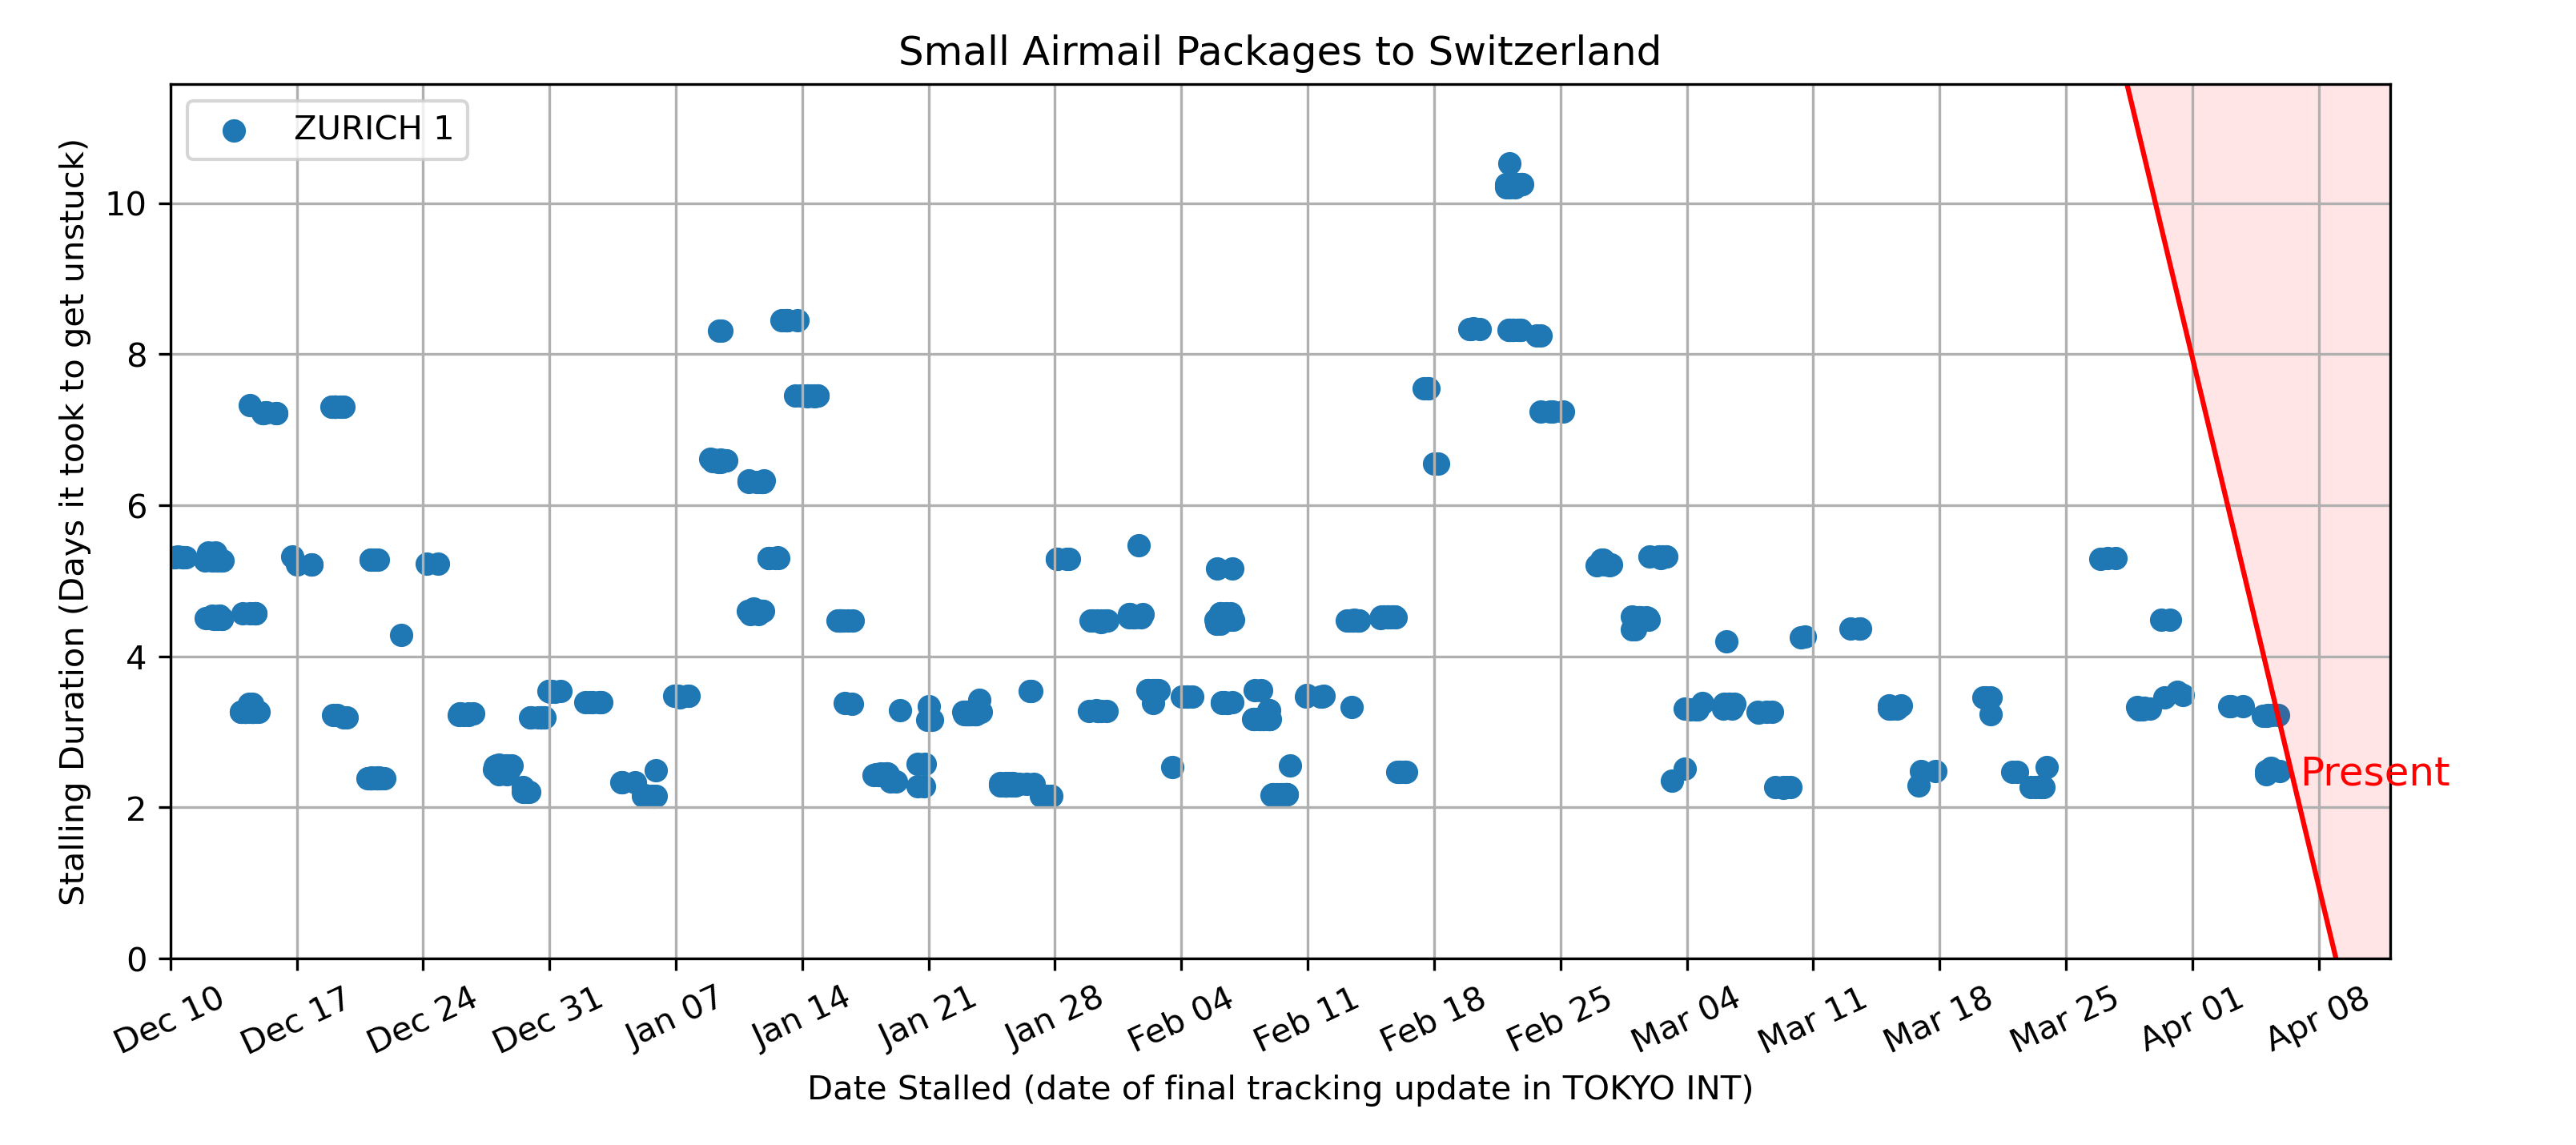 Small Airmail Packages to Switzerland
ZURICH 1
Stalling Duration (Days it took to get unstuck)
10
8
6
4
2
0
Present
Dec 10
Dec 17
Dec 24
Dec 31
Jan 07
Jan 14
Jan 21
Jan 28
Feb 04
Feb 11
Feb 18
Feb 25
Mar 04
Mar 11
Mar 18
Mar 25
Apr 01
Apr 08
Date Stalled (date of final tracking update in TOKYO INT)